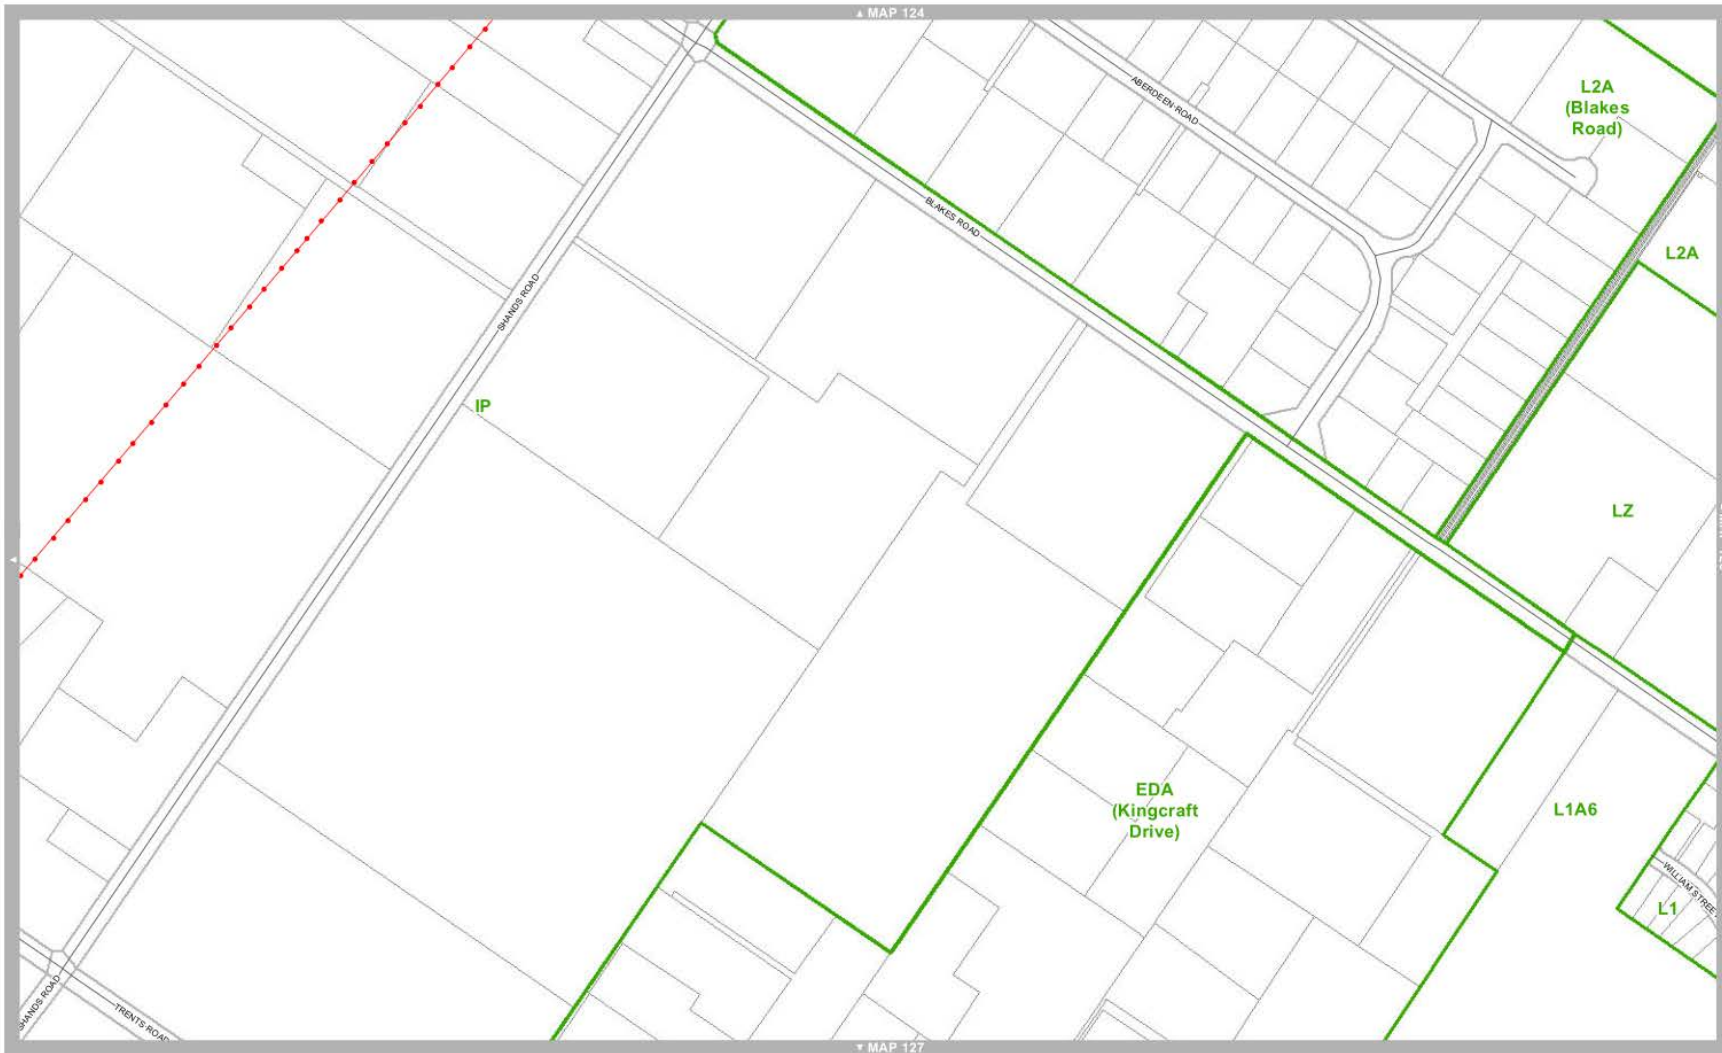 ▲ MAP 124
ABERDEEN ROAD
L2A
(Blakes
Road)
BLAKES ROAD
L2A
SHANDS ROAD
IP
LZ
EDA
(Kingcraft
Drive)
L1A6
WILLIAM STREET
L1
SHANDS ROAD
TRENTS ROAD
▼ MAP 127